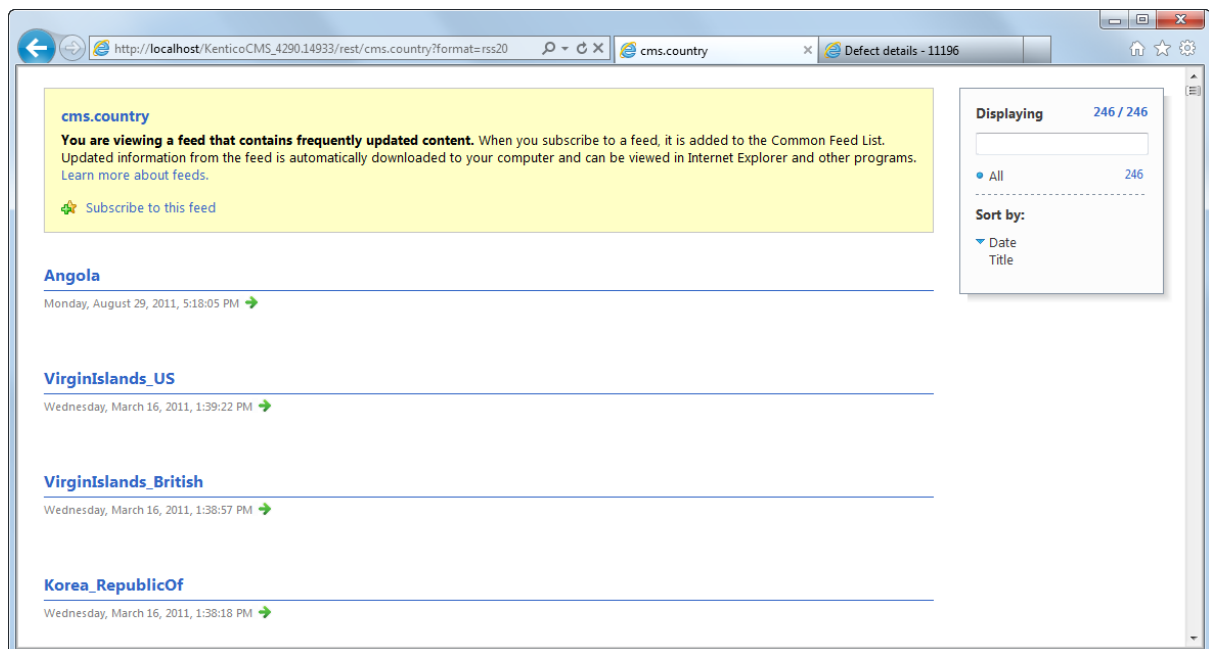 http://localhost/KenticoCMS_4290.14933/rest/cms.country?format=rss20
cms.country
Defect details - 11196
cms.country
You are viewing a feed that contains frequently updated content. When you subscribe to a feed, it is added to the Common Feed List.
Updated information from the feed is automatically downloaded to your computer and can be viewed in Internet Explorer and other programs.
Learn more about feeds.
Subscribe to this feed
Displaying 246 / 246
All 246
Sort by:
Date
Title
Angola
Monday, August 29, 2011, 5:18:05 PM
VirginIslands_US
Wednesday, March 16, 2011, 1:39:22 PM
VirginIslands_British
Wednesday, March 16, 2011, 1:38:57 PM
Korea_RepublicOf
Wednesday, March 16, 2011, 1:38:18 PM